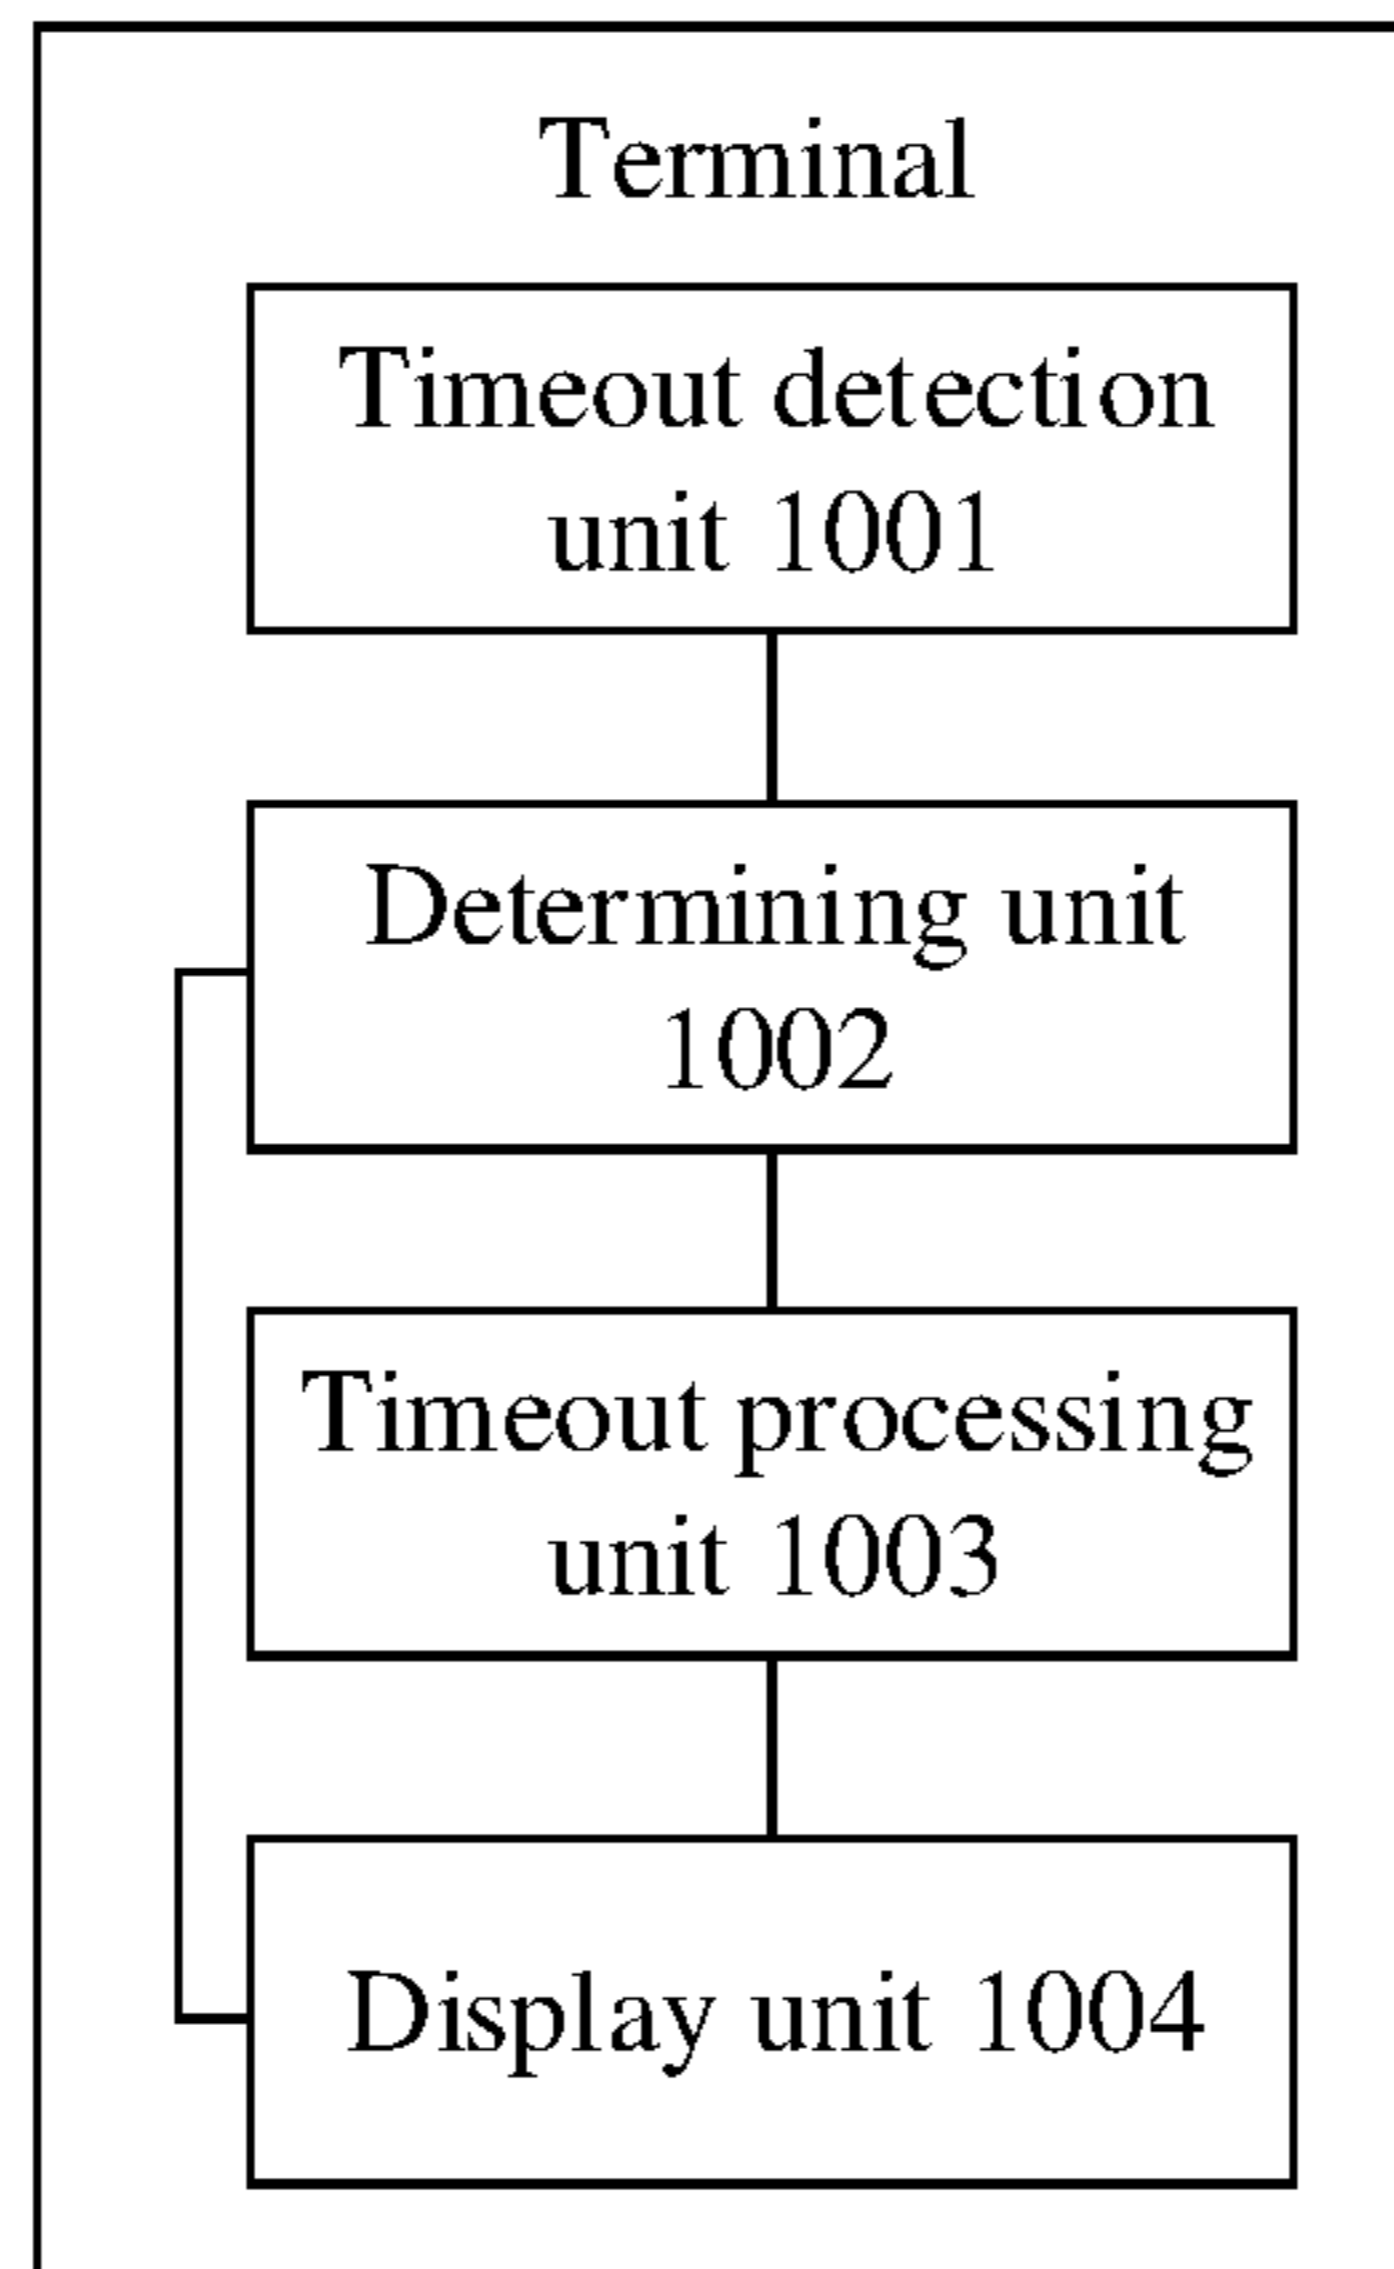 Terminal
Timeout detection
unit 1001
Determining unit
1002
Timeout processing
unit 1003
Display unit 1004